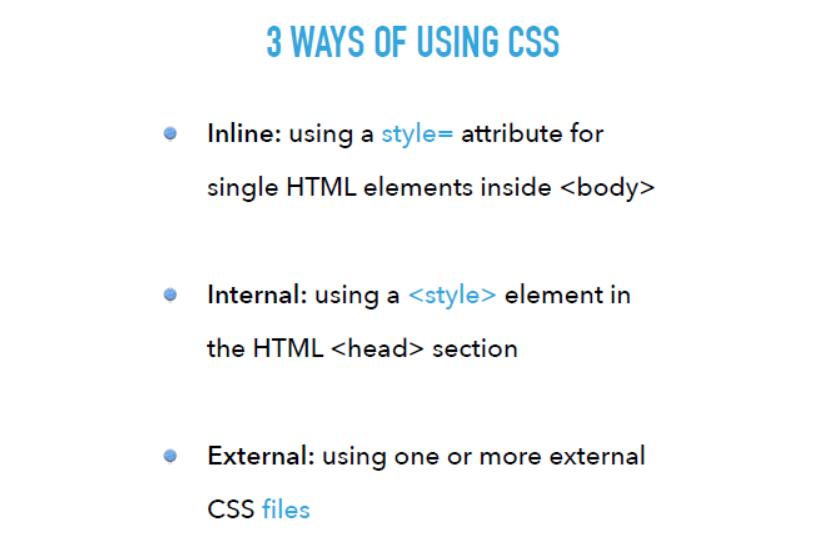 3 WAYS OF USING CSS
Inline: using a style= attribute for
single HTML elements inside <body>
Internal: using a <style> element in
the HTML <head> section
External: using one or more external
CSS files